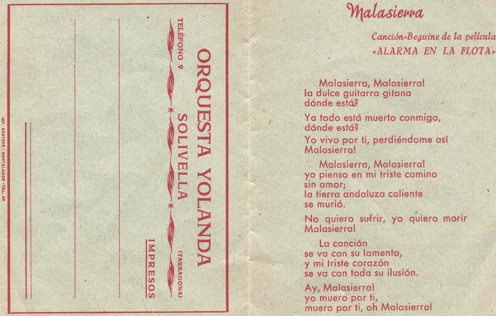 ORQUESTA YOLANDA
SOLIVELLA
(TARRAGONA)
TELÉFONO 9
IMPRESOS
Malasierra
Canción-Beguine de la película
«ALARMA EN LA FLOTA»
Malasierra, Malasierra!
la dulce guitarra gitana
dónde está?
Ya todo está muerto conmigo,
dónde está?
Yo vivo por ti, perdiéndome así
Malasierra!
Malasierra, Malasierra!
yo pienso en mi triste camino
sin amor;
la tierra andaluza caliente
se murió.
No quiero sufrir, yo quiero morir
Malasierra!
La canción
se va con su lamento,
y mi triste corazón
se va con toda su ilusión.
Ay, Malasierra!
yo muero por ti,
muero por ti, oh Malasierra!